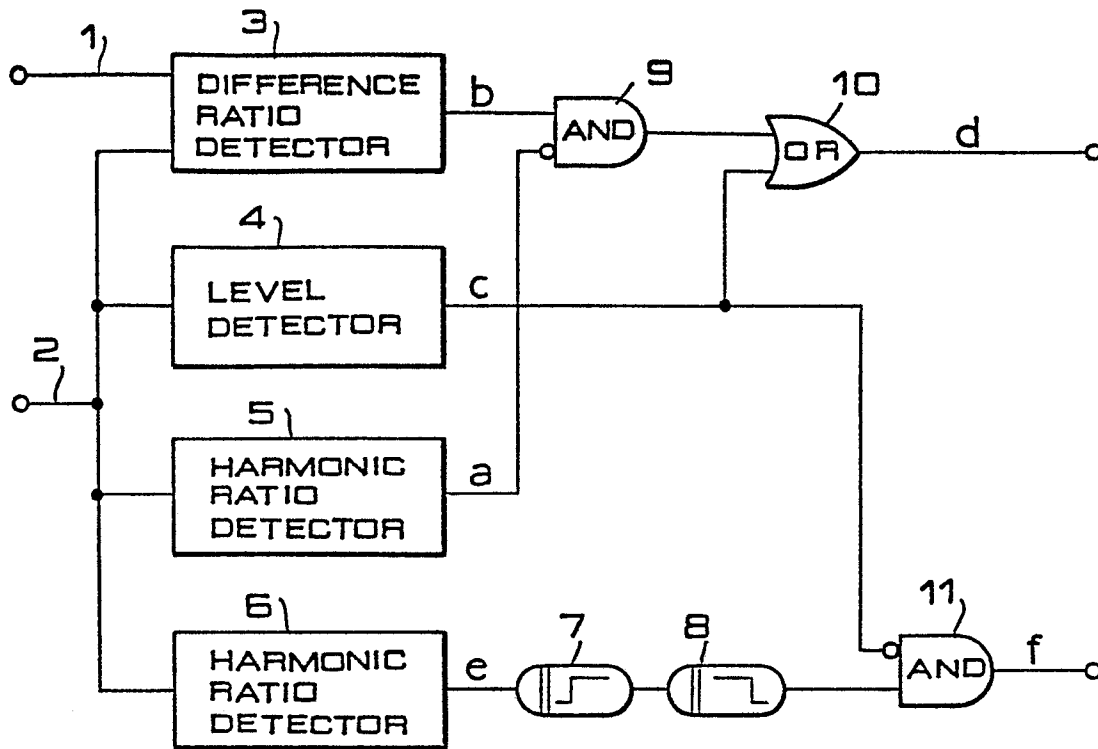 1
3
DIFFERENCE
RATIO
DETECTOR
b
9
AND
10
OR
d
4
LEVEL
DETECTOR
c
2
5
HARMONIC
RATIO
DETECTOR
a
6
HARMONIC
RATIO
DETECTOR
e
7
8
11
AND
f